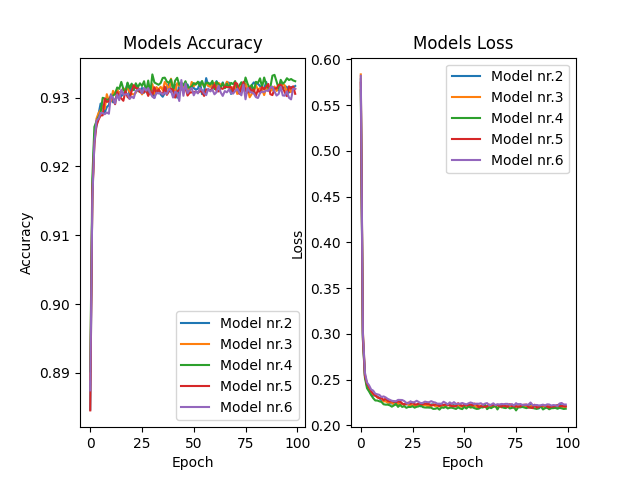 Models Accuracy
Accuracy
0.93
0.92
0.91
0.90
0.89
0
25
50
75
100
Epoch
Model nr.2
Model nr.3
Model nr.4
Model nr.5
Model nr.6
Models Loss
Loss
0.60
0.55
0.50
0.45
0.40
0.35
0.30
0.25
0.20
0
25
50
75
100
Epoch
Model nr.2
Model nr.3
Model nr.4
Model nr.5
Model nr.6